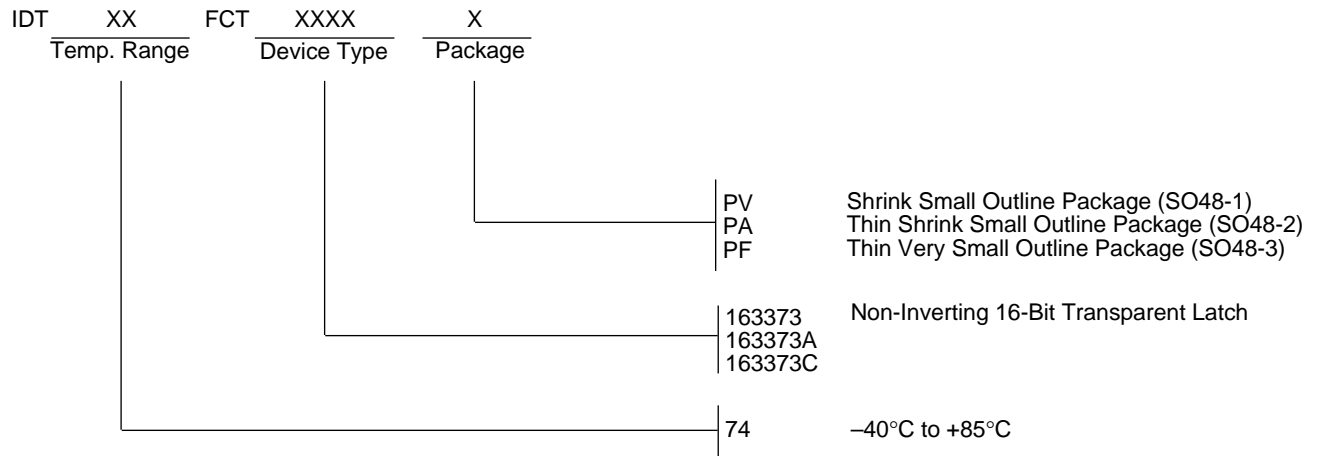 IDT XX FCT XXXX X
Temp. Range Device Type Package
PV Shrink Small Outline Package (SO48-1)
PA Thin Shrink Small Outline Package (SO48-2)
PF Thin Very Small Outline Package (SO48-3)
163373 Non-Inverting 16-Bit Transparent Latch
163373A
163373C
74 –40°C to +85°C